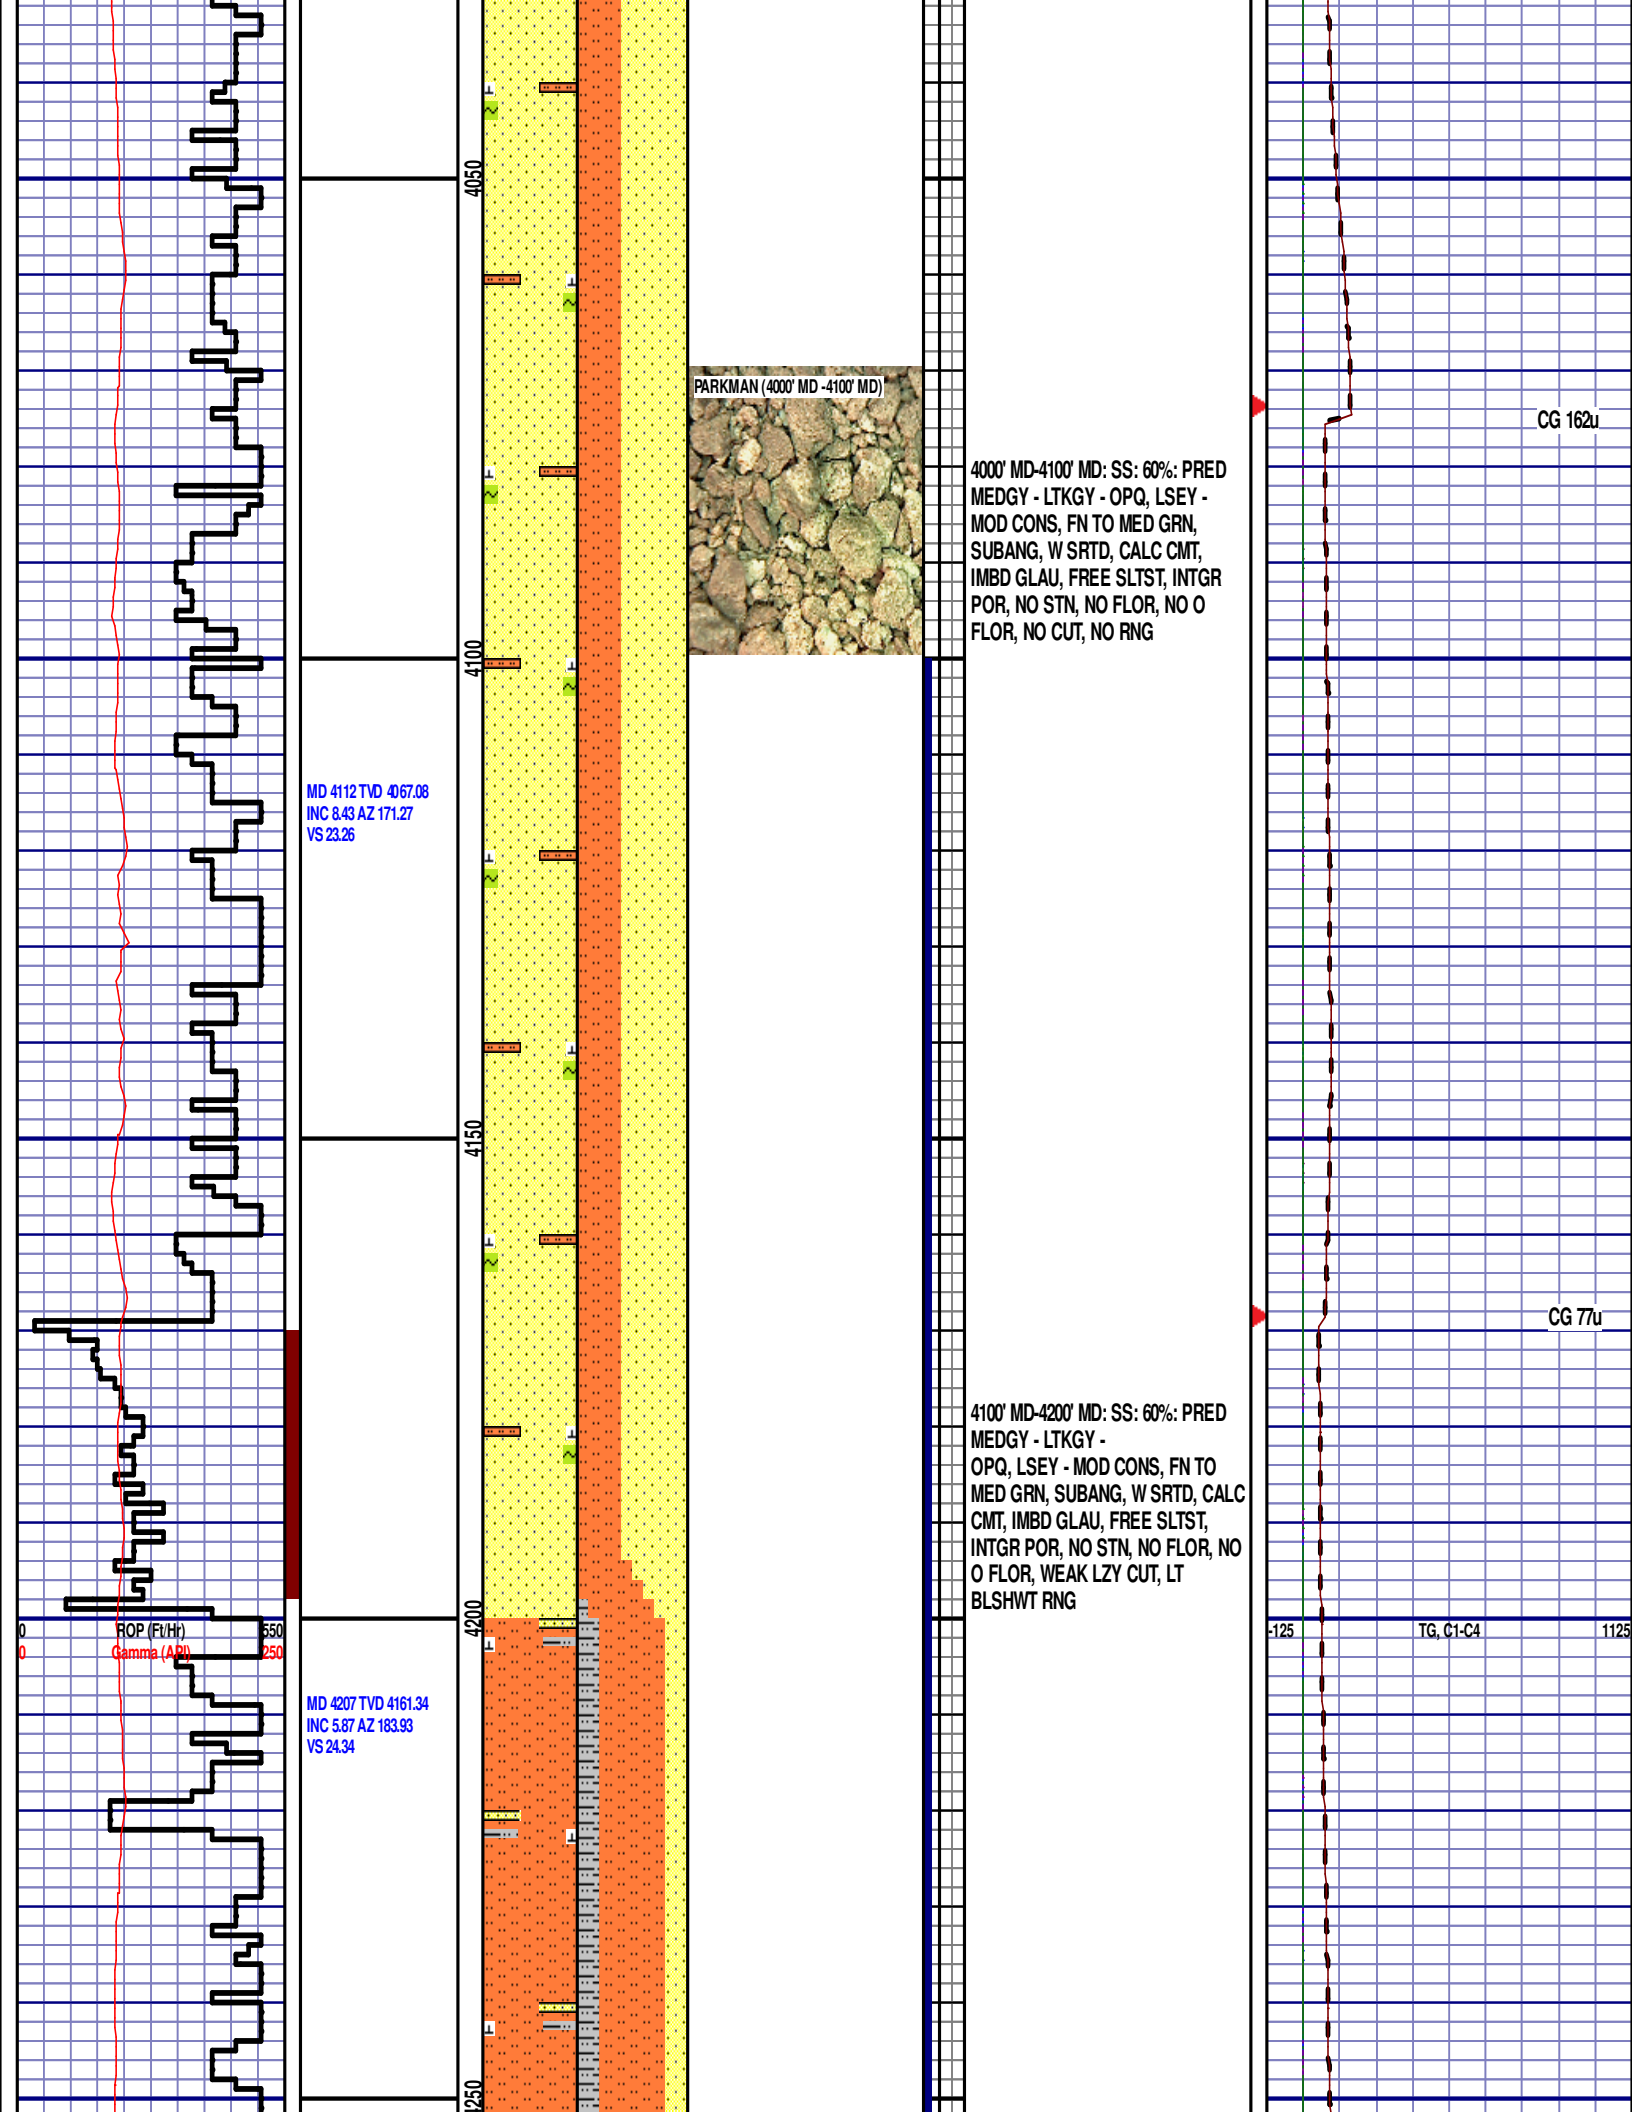 4050
PARKMAN (4000' MD -4100' MD)
CG 162u
4000' MD-4100' MD: SS: 60%: PRED
MEDGY - LTKGY - OPQ, LSEY -
MOD CONS, FN TO MED GRN,
SUBANG, W SRTD, CALC CMT,
IMBD GLAU, FREE SLTST, INTGR
POR, NO STN, NO FLOR, NO O
FLOR, NO CUT, NO RNG
4100
MD 4112 TVD 4067.08
INC 8.43 AZ 171.27
VS 23.26
4150
CG 77u
4100' MD-4200' MD: SS: 60%: PRED
MEDGY - LTKGY -
OPQ, LSEY - MOD CONS, FN TO
MED GRN, SUBANG, W SRTD, CALC
CMT, IMBD GLAU, FREE SLTST,
INTGR POR, NO STN, NO FLOR, NO
O FLOR, WEAK LZY CUT, LT
BLSHWT RNG
4200
0 ROP (Ft/Hr) 550
0 Gamma (API) 250
-125 TG, C1-C4 1125
MD 4207 TVD 4161.34
INC 5.87 AZ 183.93
VS 24.34
4250